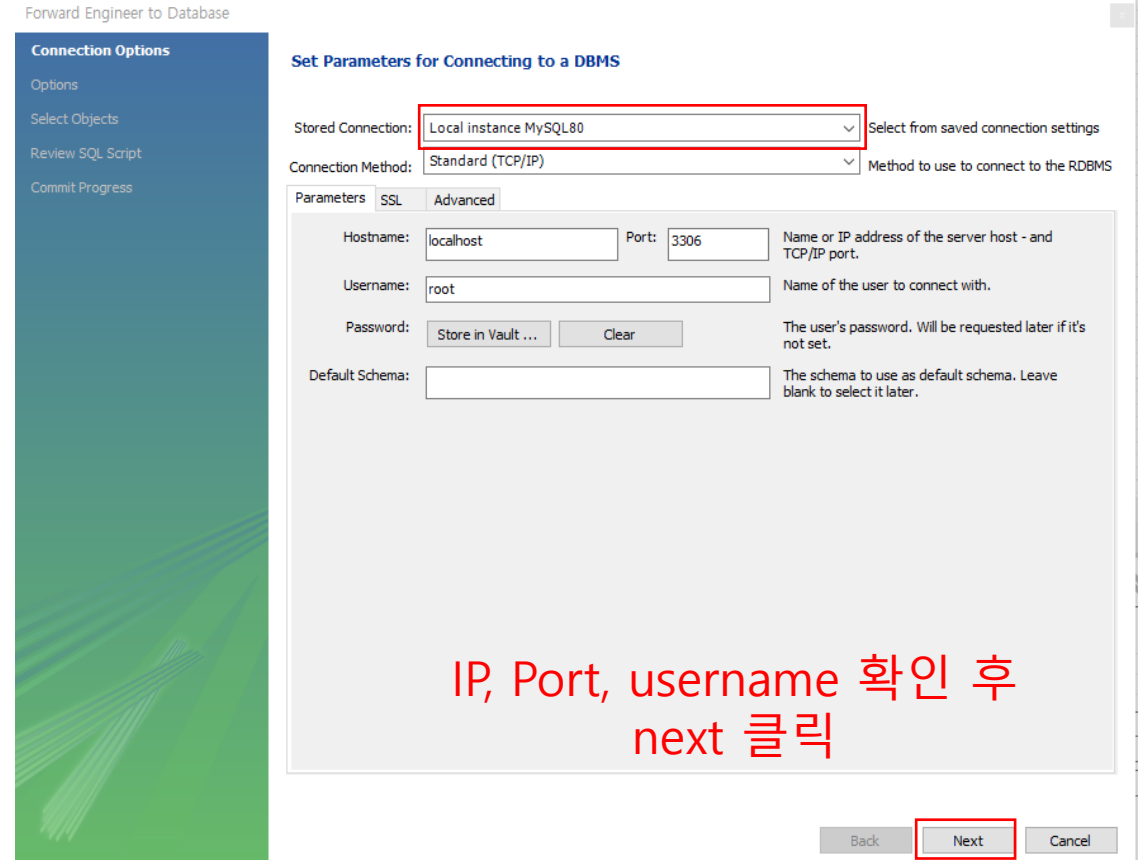 Forward Engineer to Database
Connection Options
Options
Select Objects
Review SQL Script
Commit Progress
Set Parameters for Connecting to a DBMS
Stored Connection: Local instance MySQL80 Select from saved connection settings
Connection Method: Standard (TCP/IP) Method to use to connect to the RDBMS
Parameters SSL Advanced
Hostname: localhost Port: 3306 Name or IP address of the server host - and
TCP/IP port.
Username: root Name of the user to connect with.
Password: Store in Vault ... Clear The user's password. Will be requested later if it's
not set.
Default Schema: The schema to use as default schema. Leave
blank to select it later.
IP, Port, username 확인 후
next 클릭
Back Next Cancel